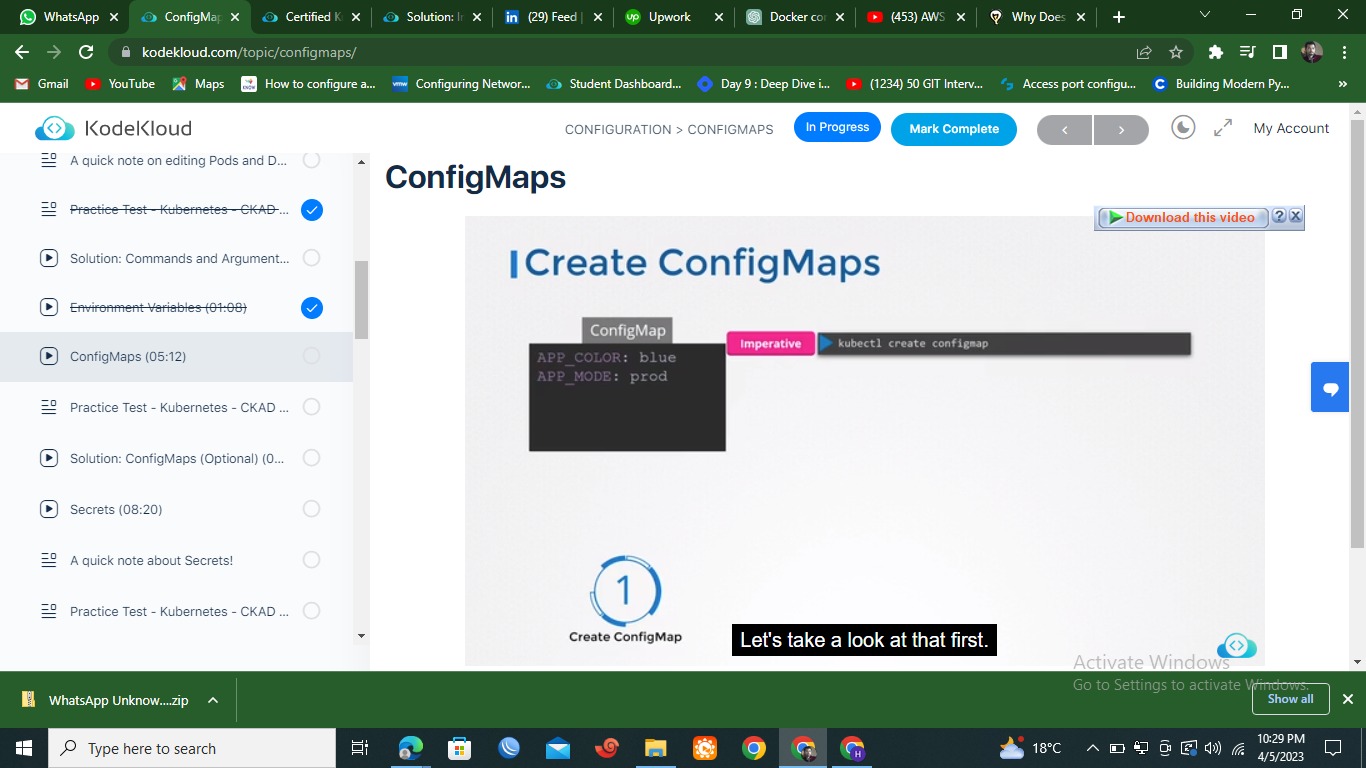 WhatsApp
ConfigMap
Certified K
Solution: In
(29) Feed |
Upwork
Docker cor
(453) AWS
Why Does
kodekloud.com/topic/configmaps/
Gmail
YouTube
Maps
How to configure a...
Configuring Networ...
Student Dashboard...
Day 9 : Deep Dive i...
(1234) 50 GIT Interv...
Access port configu...
Building Modern Py...
»
KodeKloud
CONFIGURATION > CONFIGMAPS
In Progress
Mark Complete
<
>
My Account
A quick note on editing Pods and D...
Practice Test - Kubernetes - CKAD ...
Solution: Commands and Argument...
Environment Variables (01:08)
ConfigMaps (05:12)
Practice Test - Kubernetes - CKAD ...
Solution: ConfigMaps (Optional) (0...
Secrets (08:20)
A quick note about Secrets!
Practice Test - Kubernetes - CKAD ...
ConfigMaps
Download this video
? X
Create ConfigMaps
ConfigMap
APP_COLOR: blue
APP_MODE: prod
Imperative
kubectl create configmap
1
Create ConfigMap
Let's take a look at that first.
Activate Windows
Go to Settings to activate Windows.
WhatsApp Unknow....zip
Show all
Type here to search
18°C
10:29 PM
4/5/2023